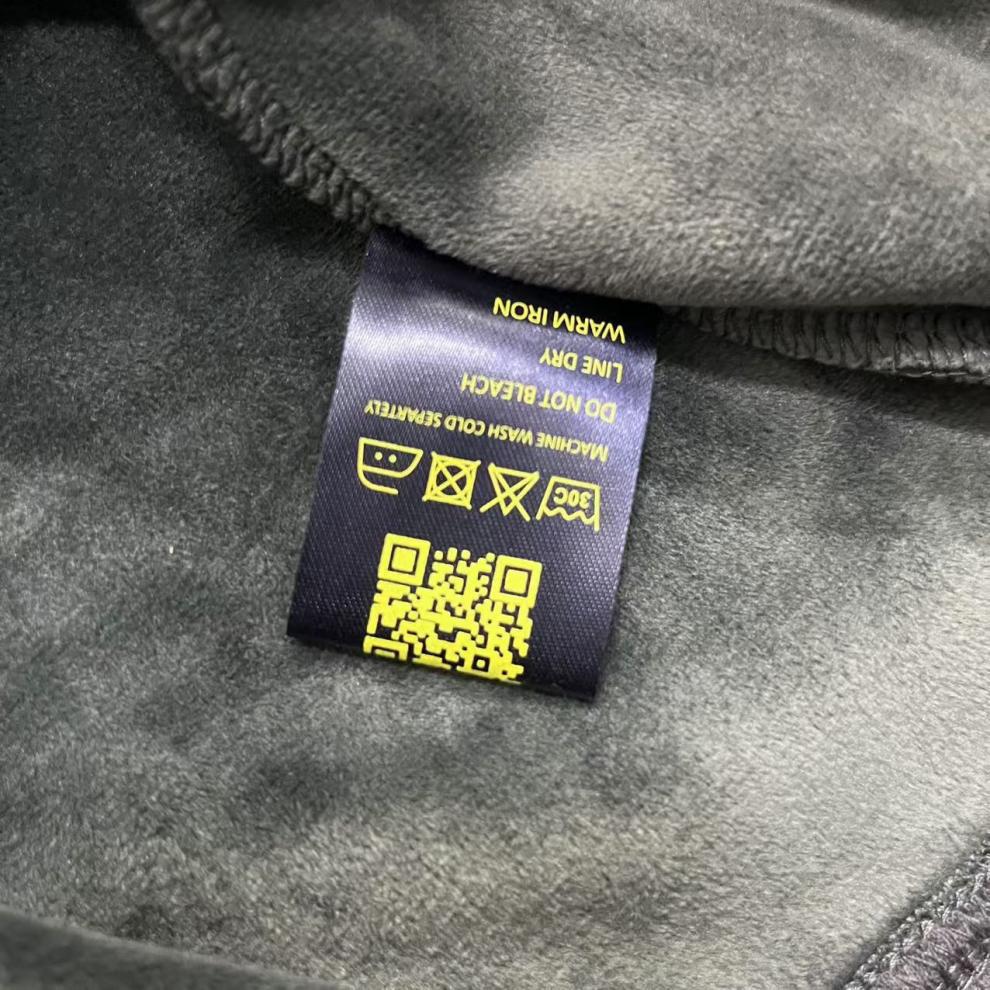 30C
MACHINE WASH COLD SEPARTELY
DO NOT BLEACH
LINE DRY
WARM IRON